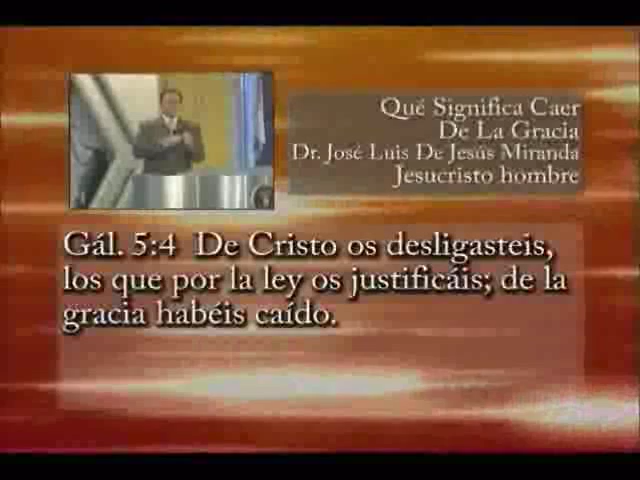 Qué Significa Caer
De La Gracia
Dr. José Luis De Jesús Miranda
Jesucristo hombre
Gál. 5:4 De Cristo os desligasteis,
los que por la ley os justificáis; de la
gracia habéis caído.